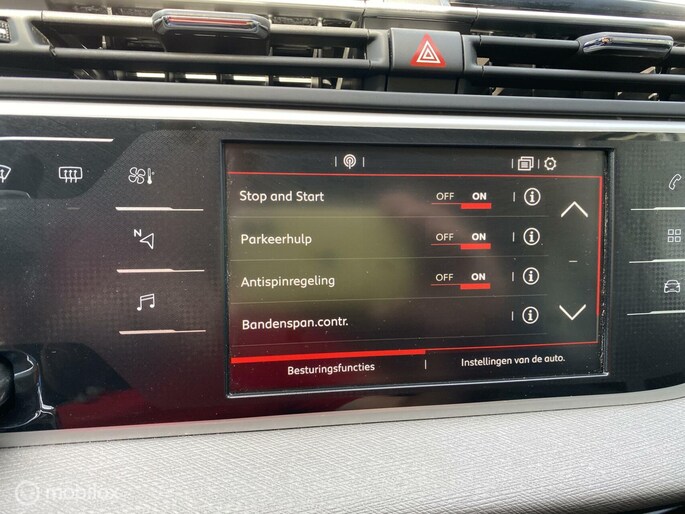 N
Stop and Start OFF ON
Parkeerhulp OFF ON
Antispinregeling OFF ON
Bandenspan.contr.
Besturingsfuncties Instellingen van de auto.
mobilox